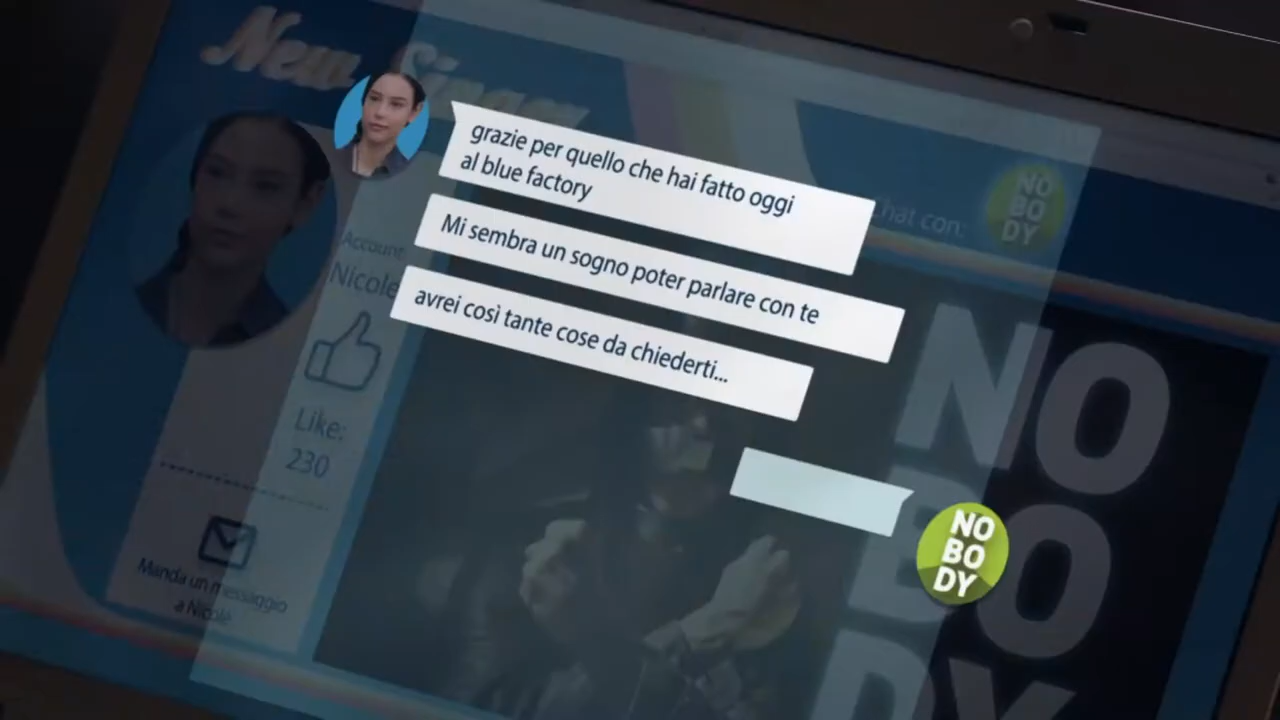 New Singer
grazie per quello che hai fatto oggi
al blue factory
Mi sembra un sogno poter parlare con te
avrei così tante cose da chiederti...
Chat con:
NO
BO
DY
Account
Nicole
Like:
230
Manda un messaggio
a Nicole
NO
BO
DY
NO
BO
DY